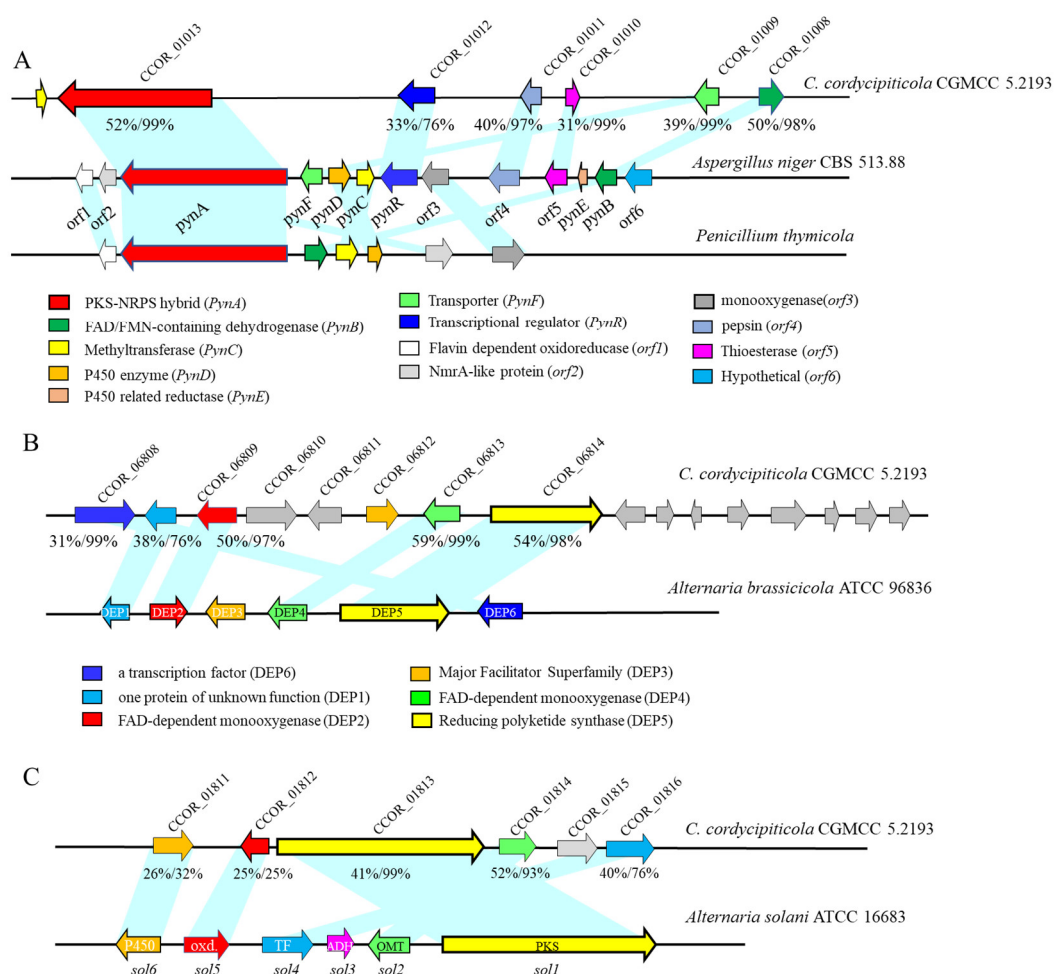 A
CCOR_01013
CCOR_01012
CCOR_01011
CCOR_01010
CCOR_01009
CCOR_01008
C. cordycipiticola CGMCC 5.2193
52%/99%
33%/76%
40%/97%
31%/99%
39%/99%
50%/98%
Aspergillus niger CBS 513.88
orf1
orf2
pynA
pynF
pynD
pynC
pynR
orf3
orf4
orf5
pynE
pynB
orf6
Penicillium thymicola
PKS-NRPS hybrid (PynA)
FAD/FMN-containing dehydrogenase (PynB)
Methyltransferase (PynC)
P450 enzyme (PynD)
P450 related reductase (PynE)
Transporter (PynF)
Transcriptional regulator (PynR)
Flavin dependent oxidoreducase (orf1)
NmrA-like protein (orf2)
monooxygenase(orf3)
pepsin (orf4)
Thioesterase (orf5)
Hypothetical (orf6)
B
CCOR_06808
CCOR_06809
CCOR_06810
CCOR_06811
CCOR_06812
CCOR_06813
CCOR_06814
C. cordycipiticola CGMCC 5.2193
31%/99%
38%/76%
50%/97%
59%/99%
54%/98%
Alternaria brassicicola ATCC 96836
DEP1
DEP2
DEP3
DEP4
DEP5
DEP6
a transcription factor (DEP6)
one protein of unknown function (DEP1)
FAD-dependent monooxygenase (DEP2)
Major Facilitator Superfamily (DEP3)
FAD-dependent monooxygenase (DEP4)
Reducing polyketide synthase (DEP5)
C
CCOR_01811
CCOR_01812
CCOR_01813
CCOR_01814
CCOR_01815
CCOR_01816
C. cordycipiticola CGMCC 5.2193
26%/32%
25%/25%
41%/99%
52%/93%
40%/76%
Alternaria solani ATCC 16683
P450
oxd.
TF
ADH
OMT
PKS
sol6
sol5
sol4
sol3
sol2
sol1